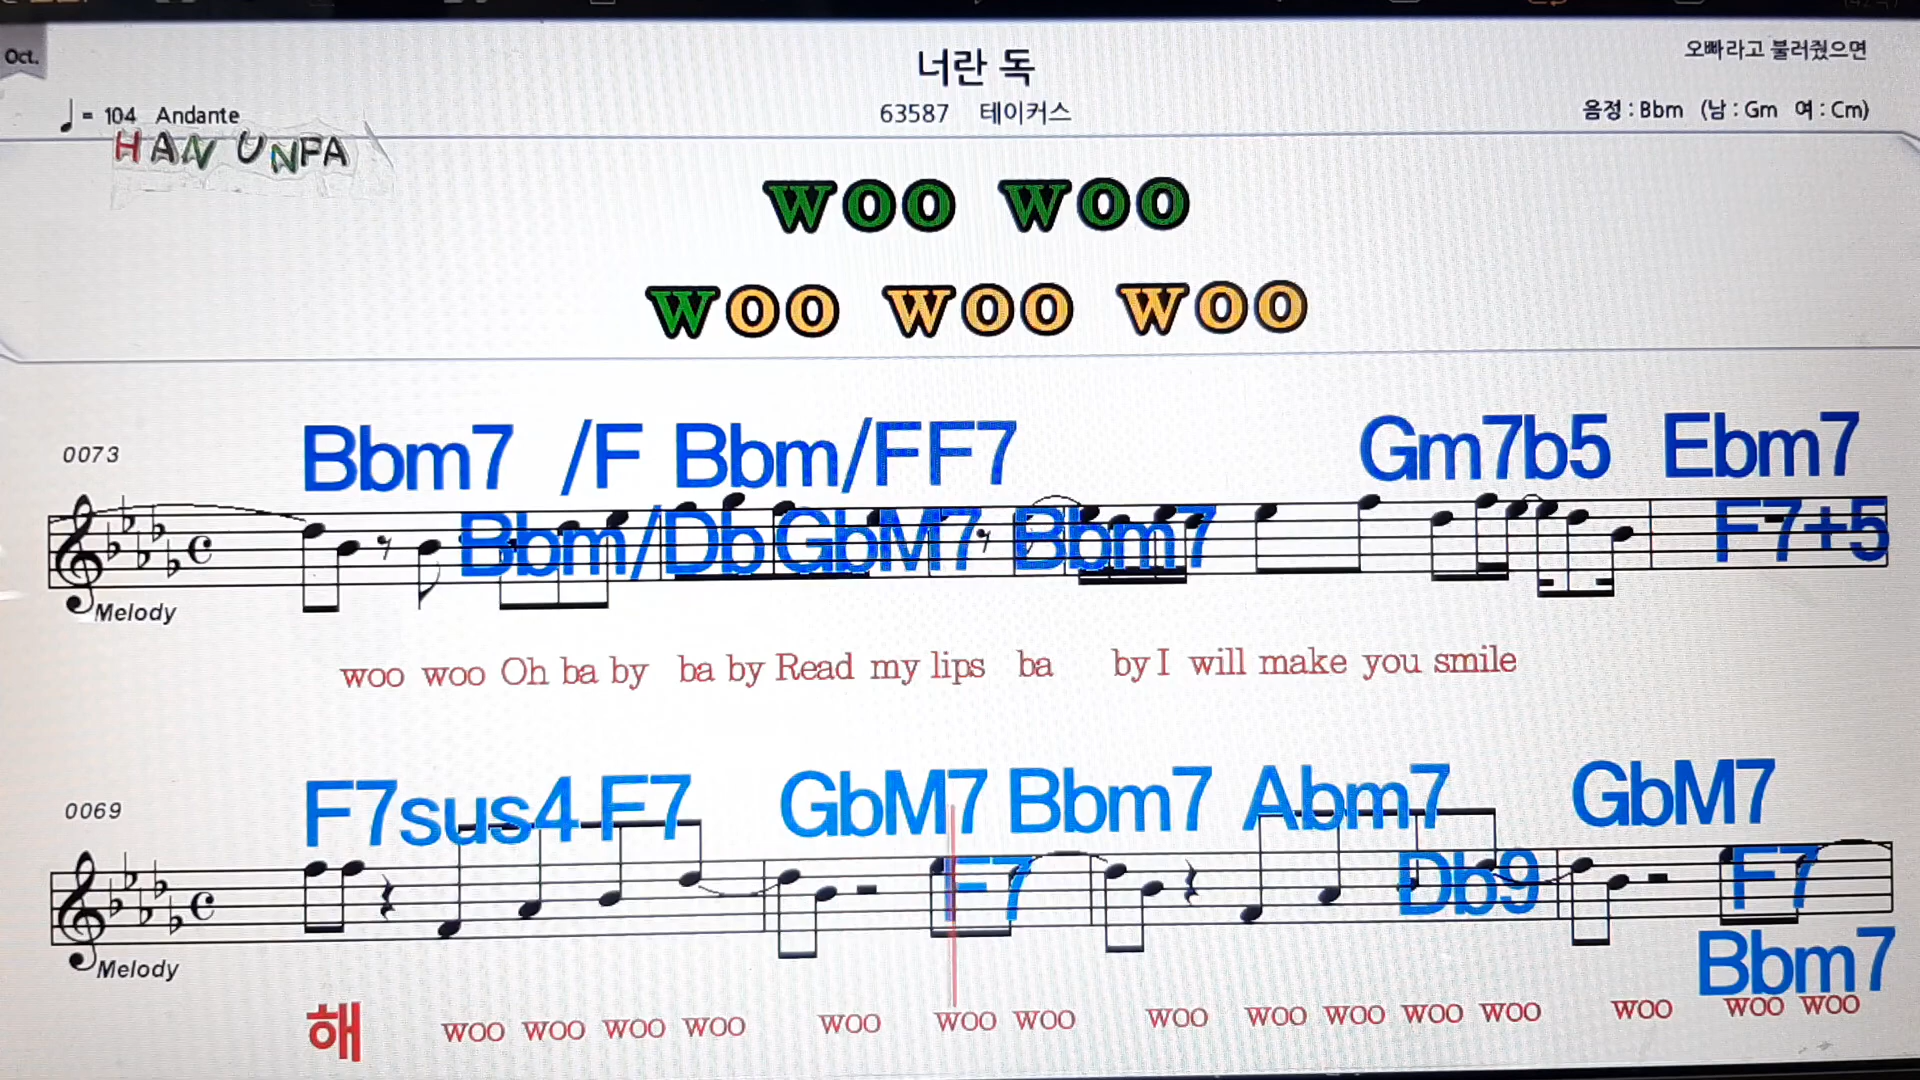 Oct.
너란 독
오빠라고 불러줬으면
♩= 104 Andante
63587 테이커스
음정 : Bbm (남 : Gm 여 : Cm)
HAN UNPA
woo woo
woo woo woo
0073
Bbm7 /F Bbm/FF7 Gm7b5 Ebm7
Bbm/Db GbM7 Bbm7 F7+5
Melody
woo woo Oh ba by ba by Read my lips ba by I will make you smile
0069
F7sus4 F7 GbM7 Bbm7 Abm7 GbM7
F7 Db9 F7
Bbm7
Melody
해 woo woo woo woo woo woo woo woo woo woo woo woo woo woo woo